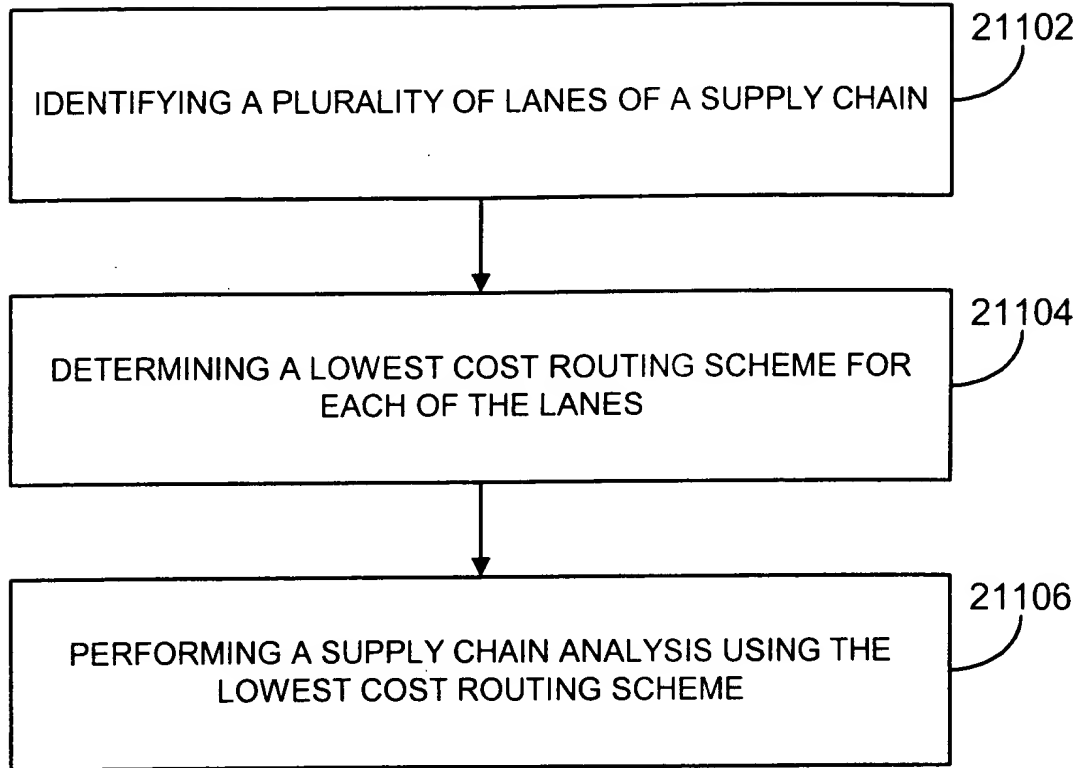 21102
IDENTIFYING A PLURALITY OF LANES OF A SUPPLY CHAIN
21104
DETERMINING A LOWEST COST ROUTING SCHEME FOR
EACH OF THE LANES
21106
PERFORMING A SUPPLY CHAIN ANALYSIS USING THE
LOWEST COST ROUTING SCHEME